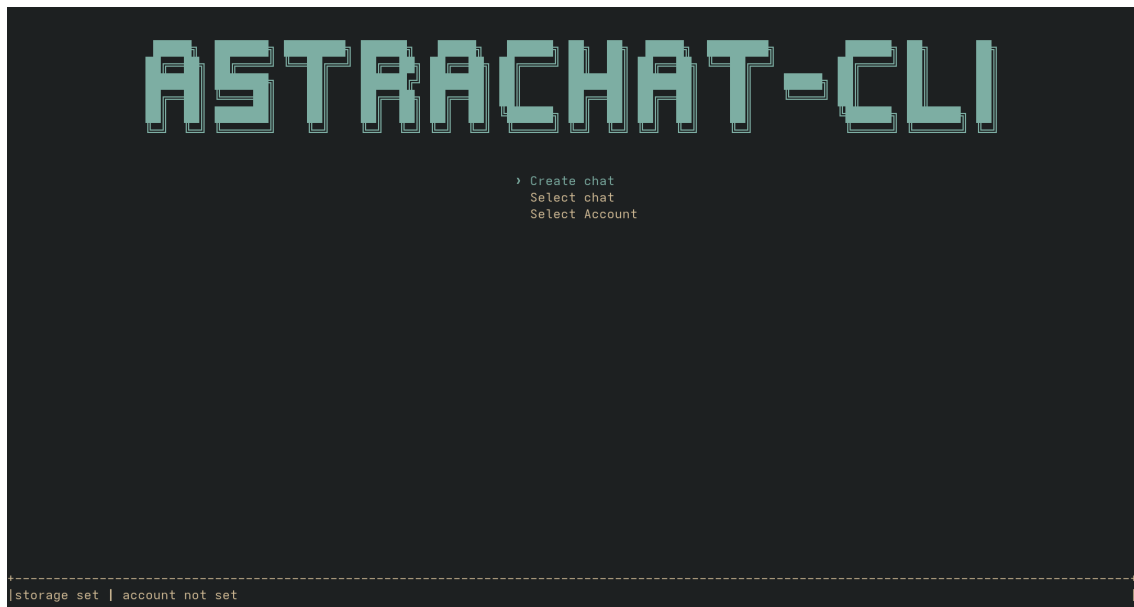 ASTRACHAT-CLI
› Create chat
Select chat
Select Account
|storage set | account not set